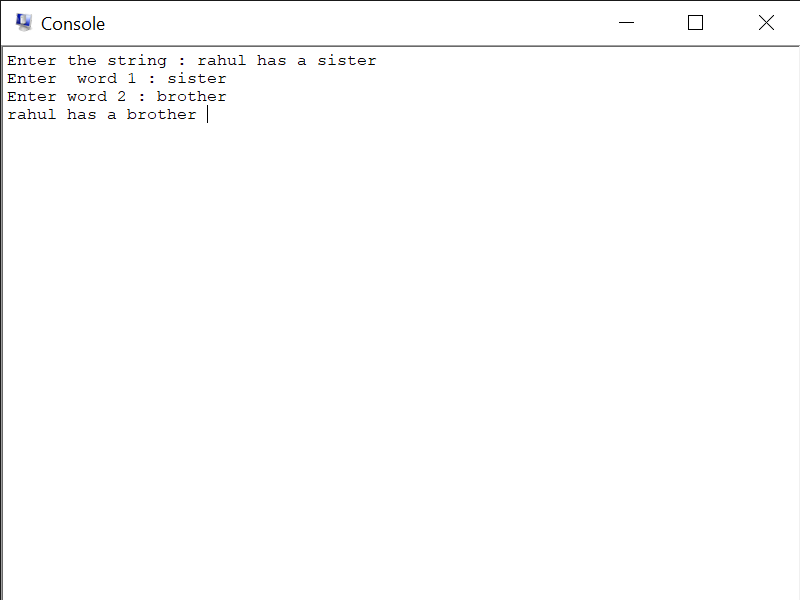 Console
Enter the string : rahul has a sister
Enter  word 1 : sister
Enter word 2 : brother
rahul has a brother